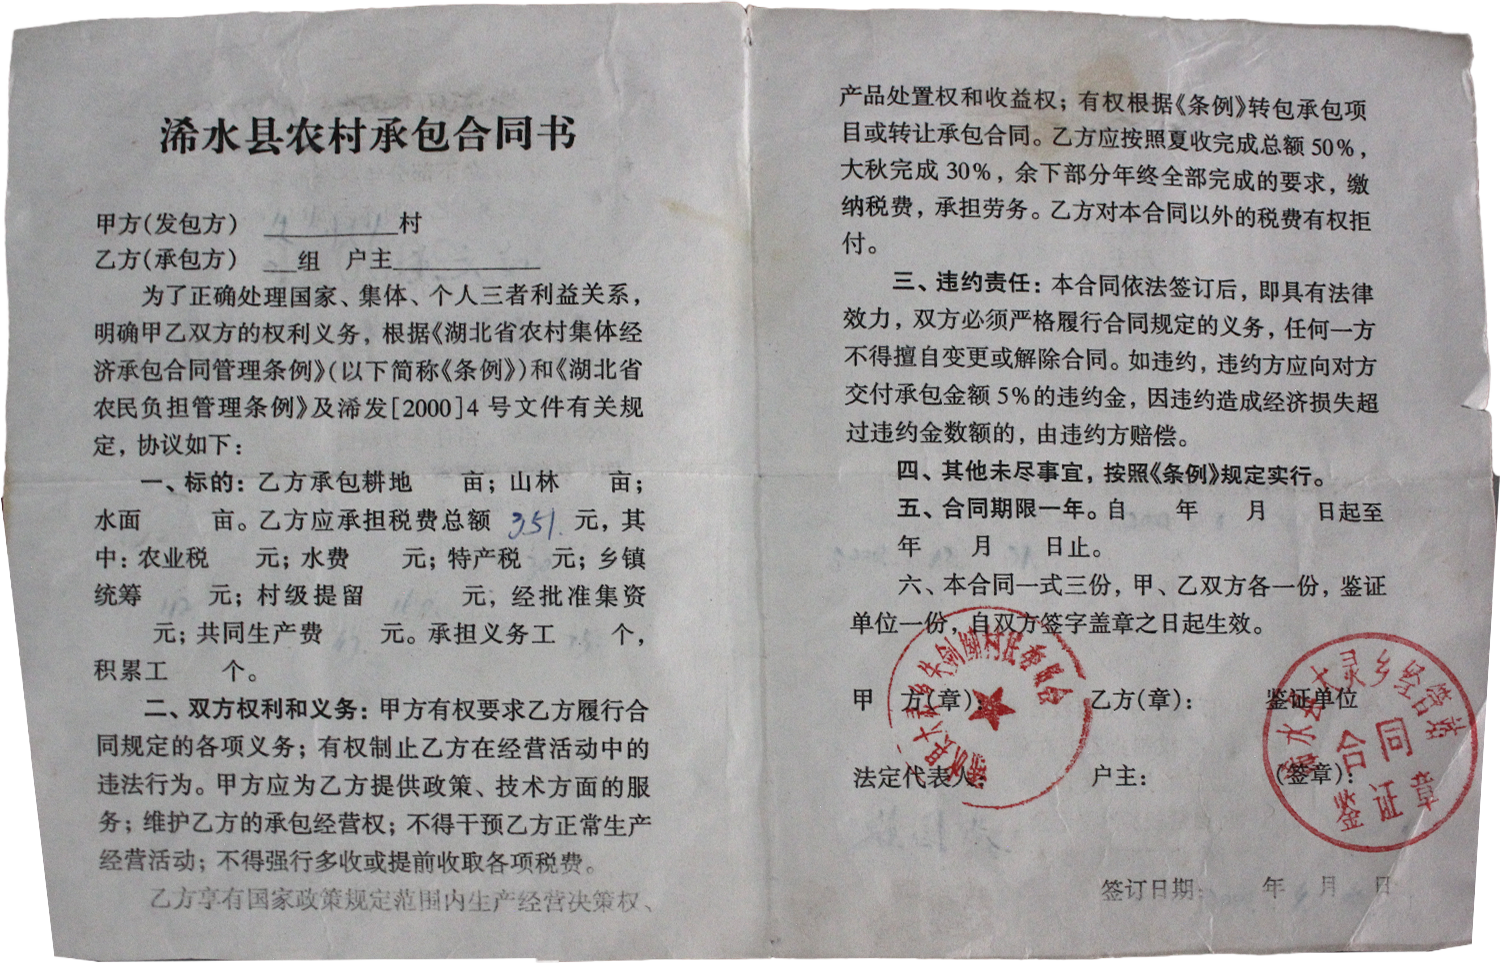 浠水县农村承包合同书
甲方(发包方) 村
乙方(承包方) 组 户主
为了正确处理国家、集体、个人三者利益关系，
明确甲乙双方的权利义务，根据《湖北省农村集体经
济承包合同管理条例》(以下简称《条例》)和《湖北省
农民负担管理条例》及浠发[2000]4 号文件有关规
定，协议如下：
一、标的：乙方承包耕地 亩；山林 亩；
水面 亩。乙方应承担税费总额 351. 元，其
中：农业税 元；水费 元；特产税 元；乡镇
统筹 元；村级提留 元，经批准集资
元；共同生产费 元。承担义务工 个，
积累工 个。
二、双方权利和义务：甲方有权要求乙方履行合
同规定的各项义务；有权制止乙方在经营活动中的
违法行为。甲方应为乙方提供政策、技术方面的服
务；维护乙方的承包经营权；不得干预乙方正常生产
经营活动；不得强行多收或提前收取各项税费。
乙方享有国家政策规定范围内生产经营决策权、
产品处置权和收益权；有权根据《条例》转包承包项
目或转让承包合同。乙方应按照夏收完成总额 50%，
大秋完成 30%，余下部分年终全部完成的要求，缴
纳税费，承担劳务。乙方对本合同以外的税费有权拒
付。
三、违约责任：本合同依法签订后，即具有法律
效力，双方必须严格履行合同规定的义务，任何一方
不得擅自变更或解除合同。如违约，违约方应向对方
交付承包金额 5%的违约金，因违约造成经济损失超
过违约金数额的，由违约方赔偿。
四、其他未尽事宜，按照《条例》规定实行。
五、合同期限一年。自 年 月 日起至
年 月 日止。
六、本合同一式三份，甲、乙双方各一份，鉴证
单位一份，自双方签字盖章之日起生效。
甲 方(章)： 乙方(章)： 鉴证单位
法定代表人： 户主： (签章)：
浠水县大灵乡经管站
合同
鉴证章
签订日期： 年 月 日